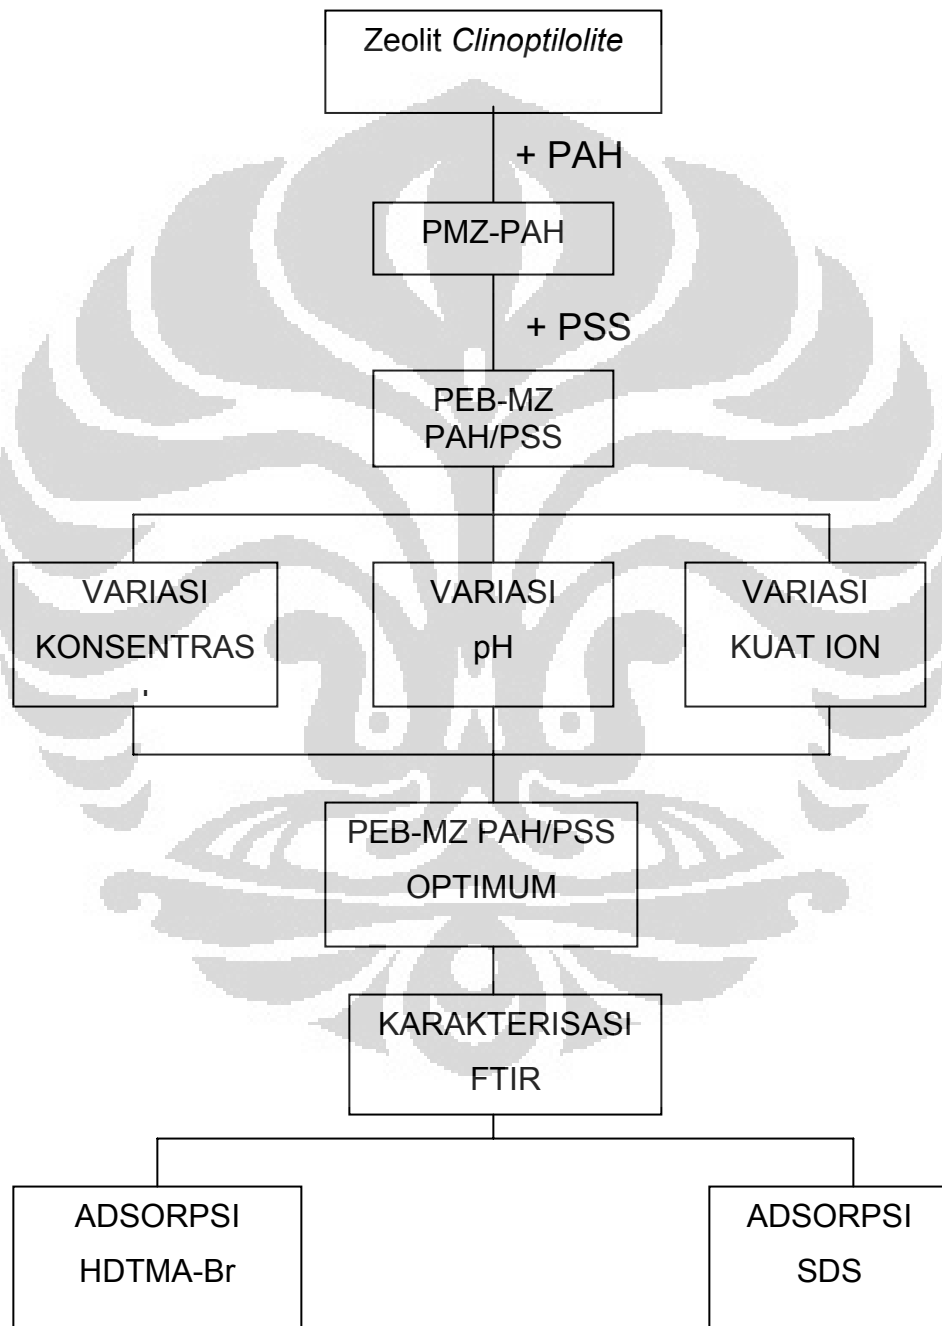 Zeolit Clinoptilolite
+ PAH
PMZ-PAH
+ PSS
PEB-MZ
PAH/PSS
VARIASI
KONSENTRAS
VARIASI
pH
VARIASI
KUAT ION
PEB-MZ PAH/PSS
OPTIMUM
KARAKTERISASI
FTIR
ADSORPSI
HDTMA-Br
ADSORPSI
SDS